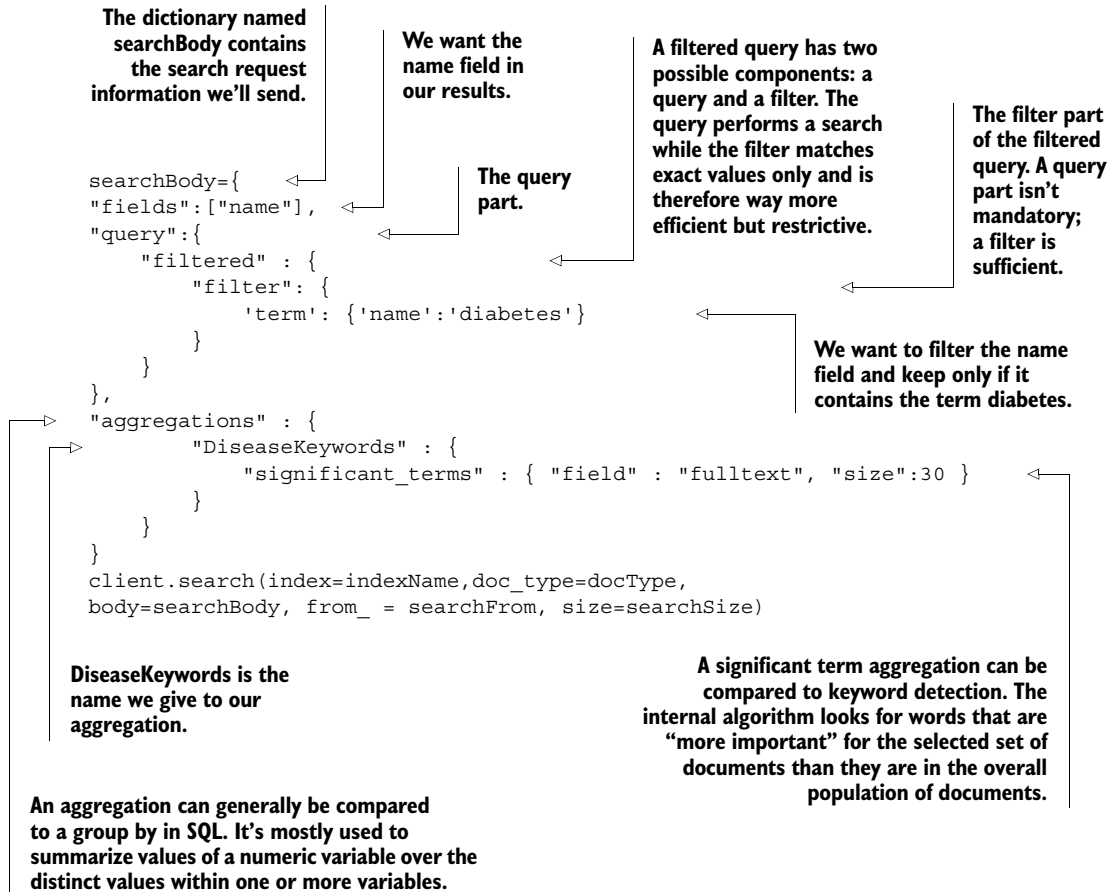 The dictionary named
searchBody contains
the search request
information we'll send.
We want the
name field in
our results.
A filtered query has two
possible components: a
query and a filter. The
query performs a search
while the filter matches
exact values only and is
therefore way more
efficient but restrictive.
The filter part
of the filtered
query. A query
part isn't
mandatory;
a filter is
sufficient.
The query
part.
searchBody={
"fields":["name"],
"query":{
    "filtered" : {
        "filter": {
            'term': {'name':'diabetes'}
        }
    }
},
"aggregations" : {
        "DiseaseKeywords" : {
            "significant_terms" : { "field" : "fulltext", "size":30 }
        }
    }
}
client.search(index=indexName,doc_type=docType,
body=searchBody, from_ = searchFrom, size=searchSize)
We want to filter the name
field and keep only if it
contains the term diabetes.
DiseaseKeywords is the
name we give to our
aggregation.
A significant term aggregation can be
compared to keyword detection. The
internal algorithm looks for words that are
“more important” for the selected set of
documents than they are in the overall
population of documents.
An aggregation can generally be compared
to a group by in SQL. It's mostly used to
summarize values of a numeric variable over the
distinct values within one or more variables.